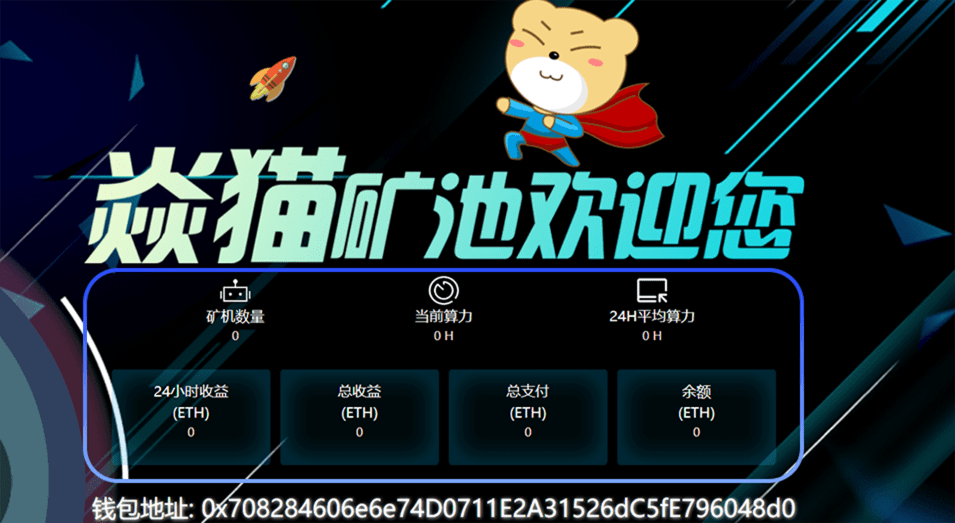 焱猫矿池欢迎您
矿机数量
0
当前算力
0 H
24H平均算力
0 H
24小时收益
(ETH)
0
总收益
(ETH)
0
总支付
(ETH)
0
余额
(ETH)
0
钱包地址: 0x708284606e6e74D0711E2A31526dC5fE796048d0